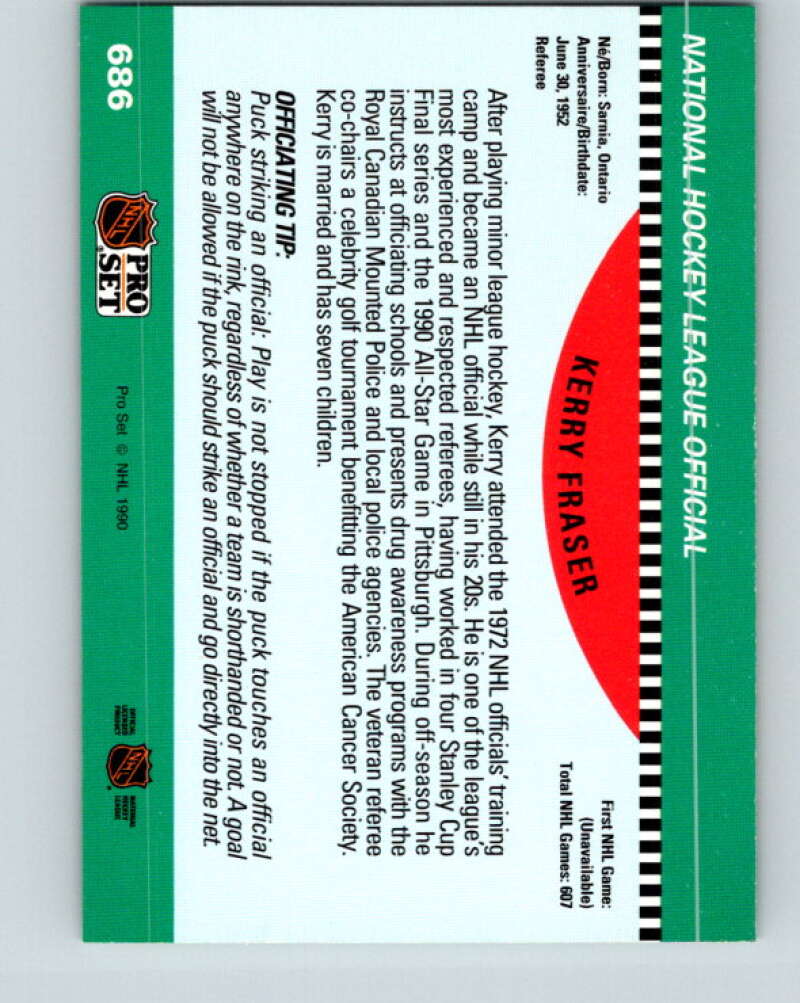 NATIONAL HOCKEY LEAGUE OFFICIAL
Né/Born: Sarnia, Ontario
Anniversaire/Birthdate:
June 30, 1952
Referee
KERRY FRASER
First NHL Game:
(Unavailable)
Total NHL Games: 607
After playing minor league hockey, Kerry attended the 1972 NHL officials' training
camp and became an NHL official while still in his 20s. He is one of the league's
most experienced and respected referees, having worked in four Stanley Cup
Final series and the 1990 All-Star Game in Pittsburgh. During off-season he
instructs at officiating schools and presents drug awareness programs with the
Royal Canadian Mounted Police and local police agencies. The veteran referee
co-chairs a celebrity golf tournament benefitting the American Cancer Society.
Kerry is married and has seven children.
OFFICIATING TIP:
Puck striking an official: Play is not stopped if the puck touches an official
anywhere on the rink, regardless of whether a team is shorthanded or not. A goal
will not be allowed if the puck should strike an official and go directly into the net.
686
NHL
PRO
SET
Pro Set © NHL 1990
OFFICIAL
LICENSED
PRODUCT
NHL
NATIONAL
HOCKEY
LEAGUE